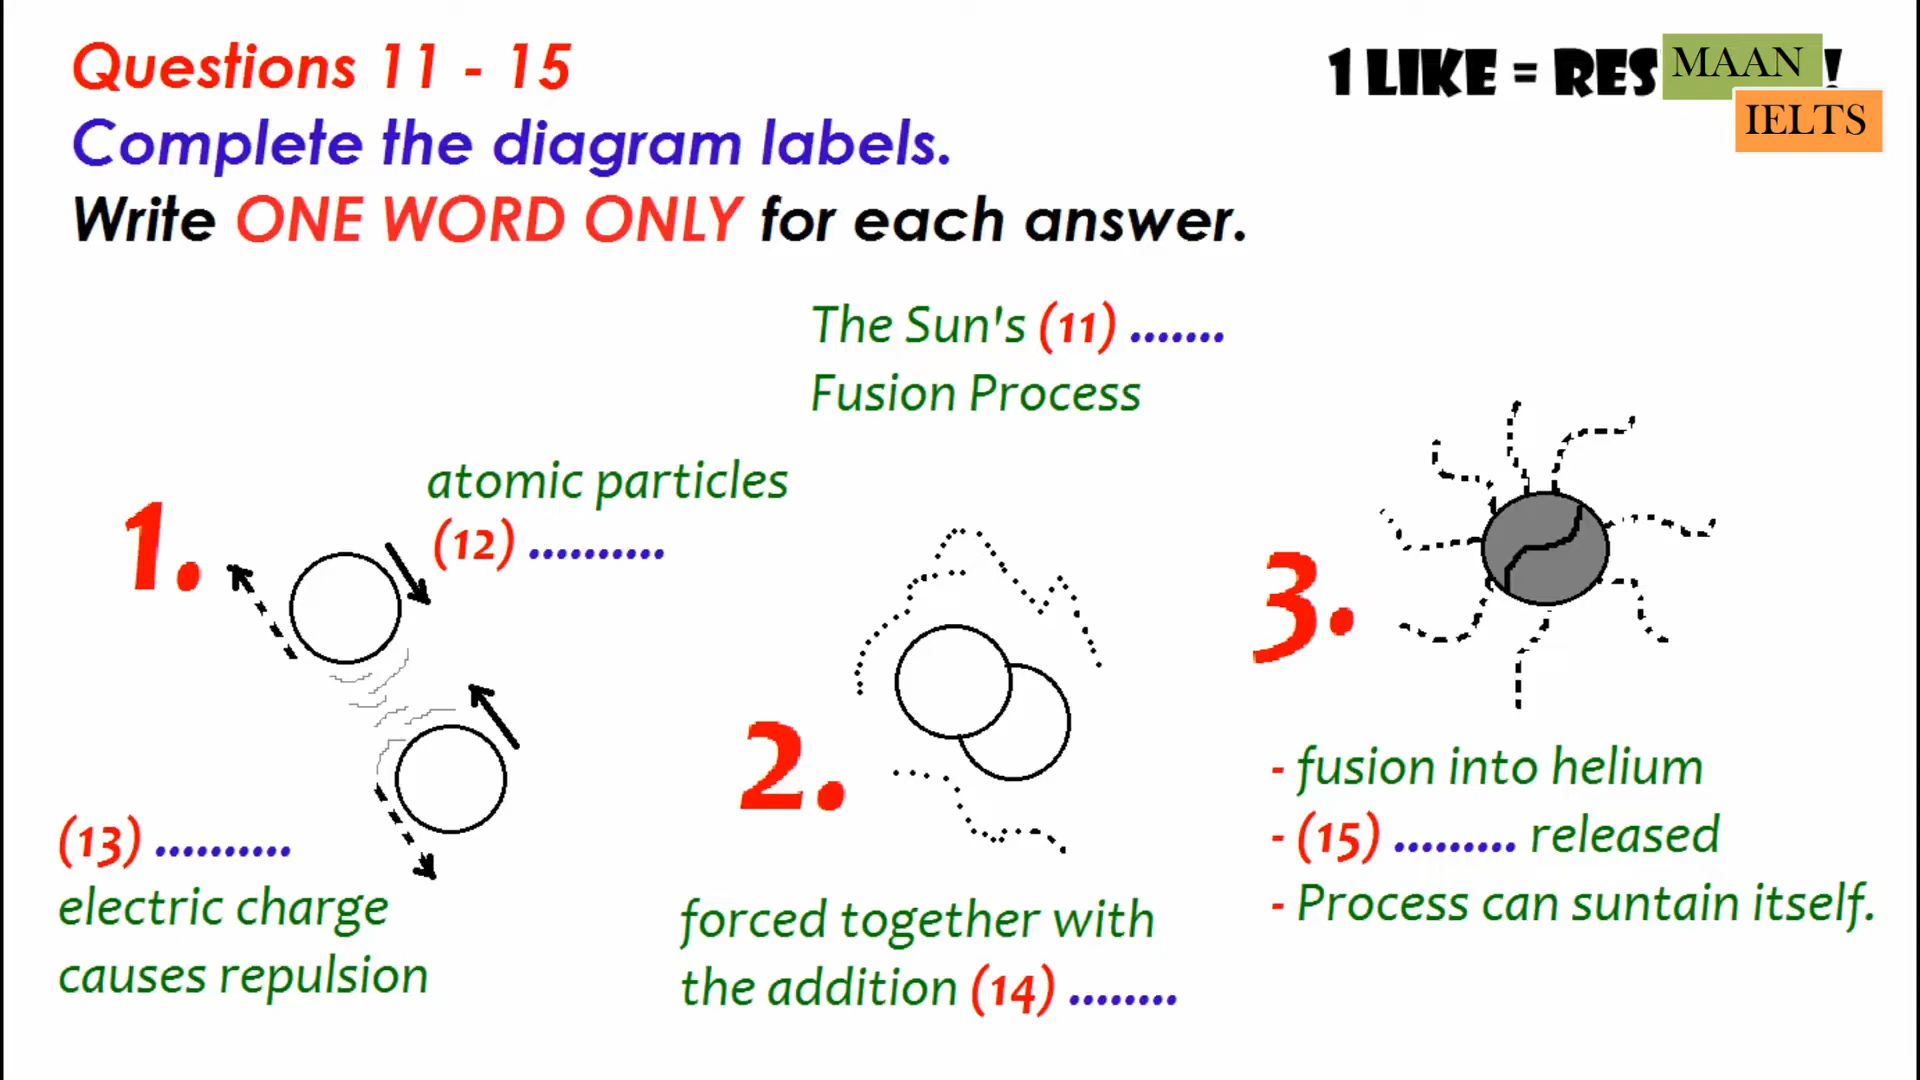 Questions 11 - 15
1 LIKE = RES !
MAAN
IELTS
Complete the diagram labels.
Write ONE WORD ONLY for each answer.
The Sun's (11) .......
Fusion Process
1.
atomic particles
(12) ..........
(13) ..........
electric charge
causes repulsion
2.
forced together with
the addition (14) ........
3.
- fusion into helium
- (15) ......... released
- Process can suntain itself.